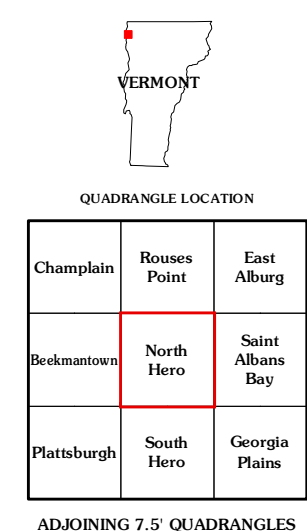 VERMONT
QUADRANGLE LOCATION
Champlain
Rouses
Point
East
Alburg
Beekmantown
North
Hero
Saint
Albans
Bay
Plattsburgh
South
Hero
Georgia
Plains
ADJOINING 7.5' QUADRANGLES